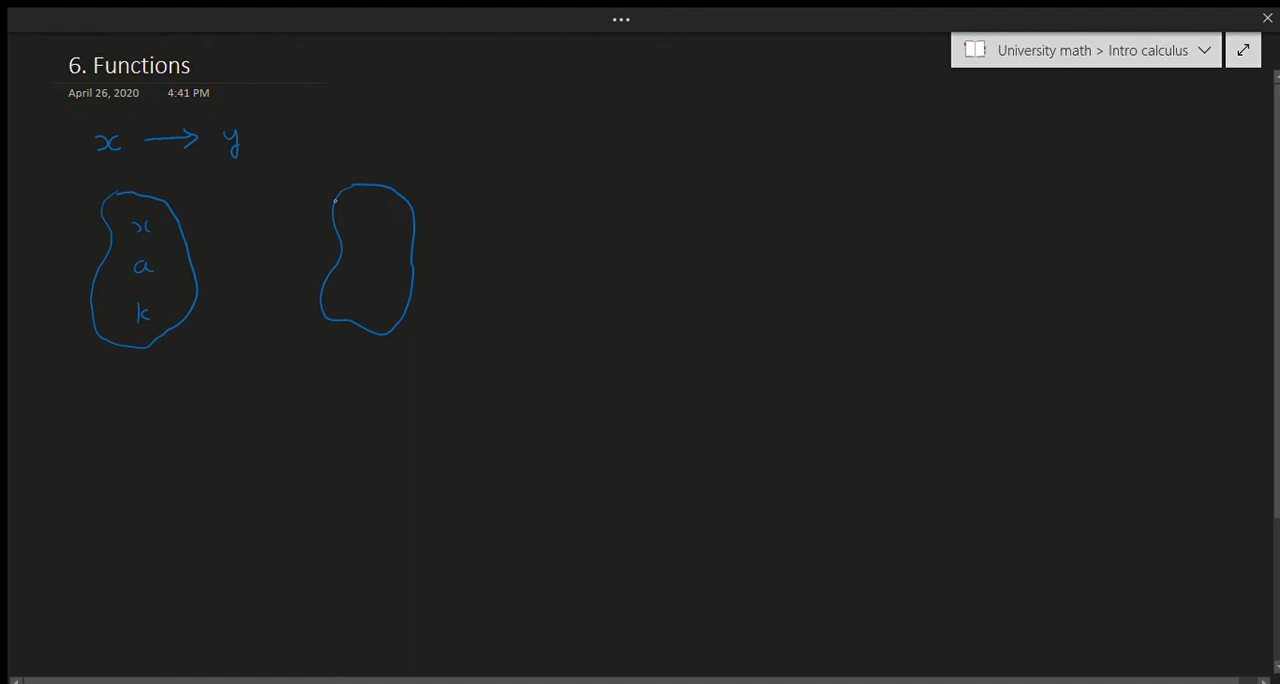 6. Functions
University math > Intro calculus
April 26, 2020 4:41 PM
x → y
x
a
k